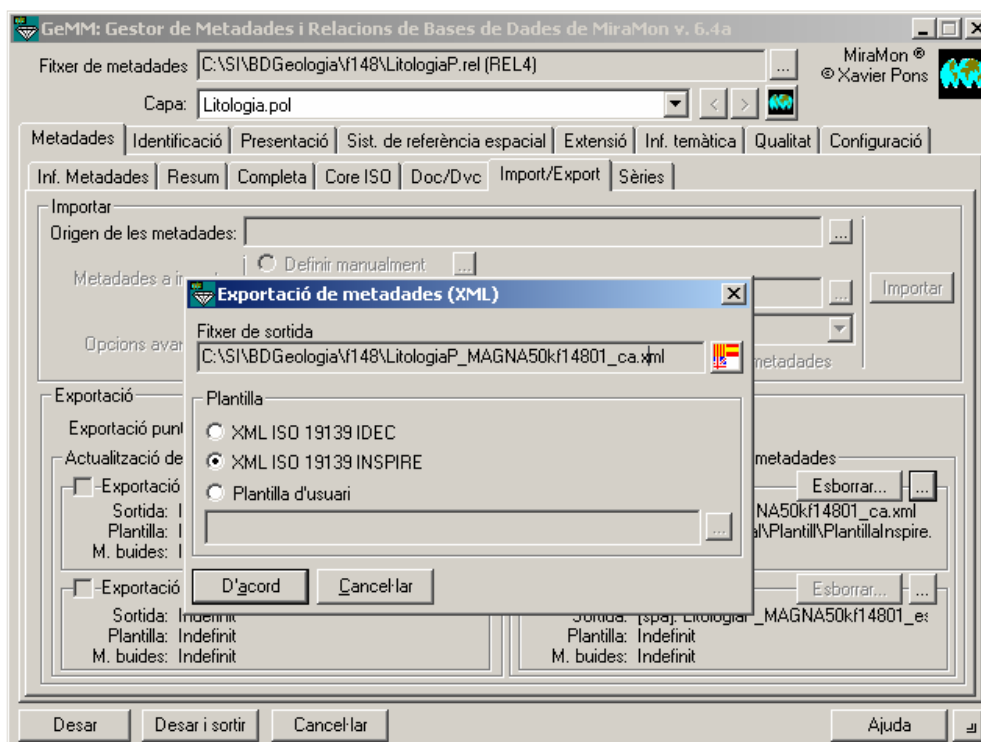 GeMM: Gestor de Metadades i Relacions de Bases de Dades de MiraMon v. 6.4a
Fitxer de metadades C:\SI\BDGeologia\f148\LitologiaP.rel (REL4) ...
MiraMon ®
© Xavier Pons
Capa: Litologia.pol < >
Metadades Identificació Presentació Sist. de referència espacial Extensió Inf. temàtica Qualitat Configuració
Inf. Metadades Resum Completa Core ISO Doc/Dvc Import/Export Sèries
Importar
Origen de les metadades: ...
Definir manualment ...
Metadades a ... Importar
Opcions
metadades
Exportació de metadades (XML)
Fitxer de sortida
C:\SI\BDGeologia\f148\LitologiaP_MAGNA50kf14801_ca.xml
Plantilla
XML ISO 19139 IDEC
XML ISO 19139 INSPIRE
Plantilla d'usuari
...
D'acord Cancel·lar
Exportació
Exportació
Actualització de metadades
Exportació Esborrar... ...
Sortida: NA50kf14801_ca.xml
Plantilla: \Plantill\PlantillaInspire.
M. buides:
Exportació Esborrar... ...
Sortida: Indefinit Sortida: [spa]: LitologiaP_MAGNA50kf14801_es
Plantilla: Indefinit Plantilla: Indefinit
M. buides: Indefinit M. buides: Indefinit
Desar Desar i sortir Cancel·lar Ajuda